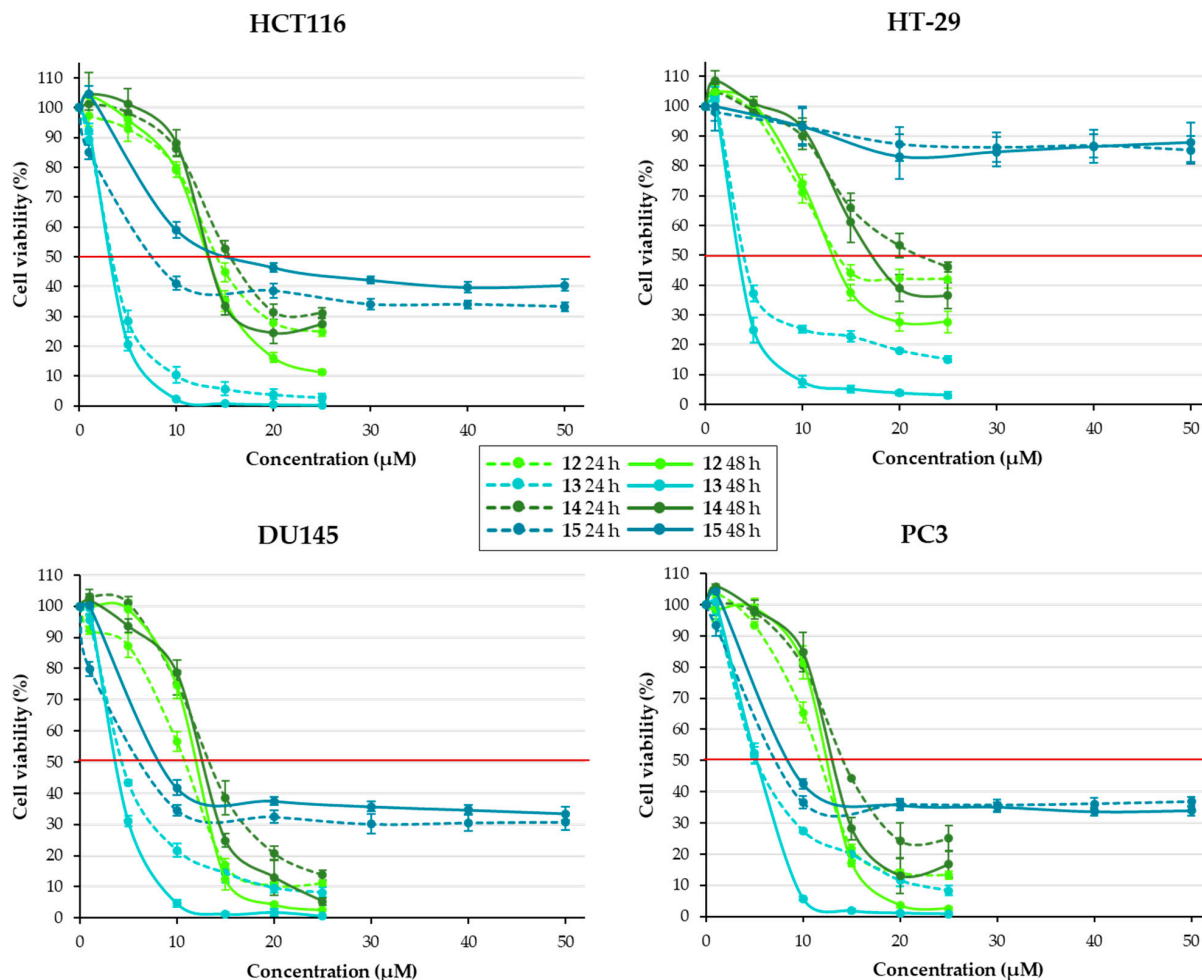 HCT116
110
100
90
80
70
60
50
40
30
20
10
0
Cell viability (%)
0 10 20 30 40 50
Concentration (µM)
HT-29
110
100
90
80
70
60
50
40
30
20
10
0
Cell viability (%)
0 10 20 30 40 50
Concentration (µM)
12 24 h 12 48 h
13 24 h 13 48 h
14 24 h 14 48 h
15 24 h 15 48 h
DU145
110
100
90
80
70
60
50
40
30
20
10
0
Cell viability (%)
0 10 20 30 40 50
Concentration (µM)
PC3
110
100
90
80
70
60
50
40
30
20
10
0
Cell viability (%)
0 10 20 30 40 50
Concentration (µM)